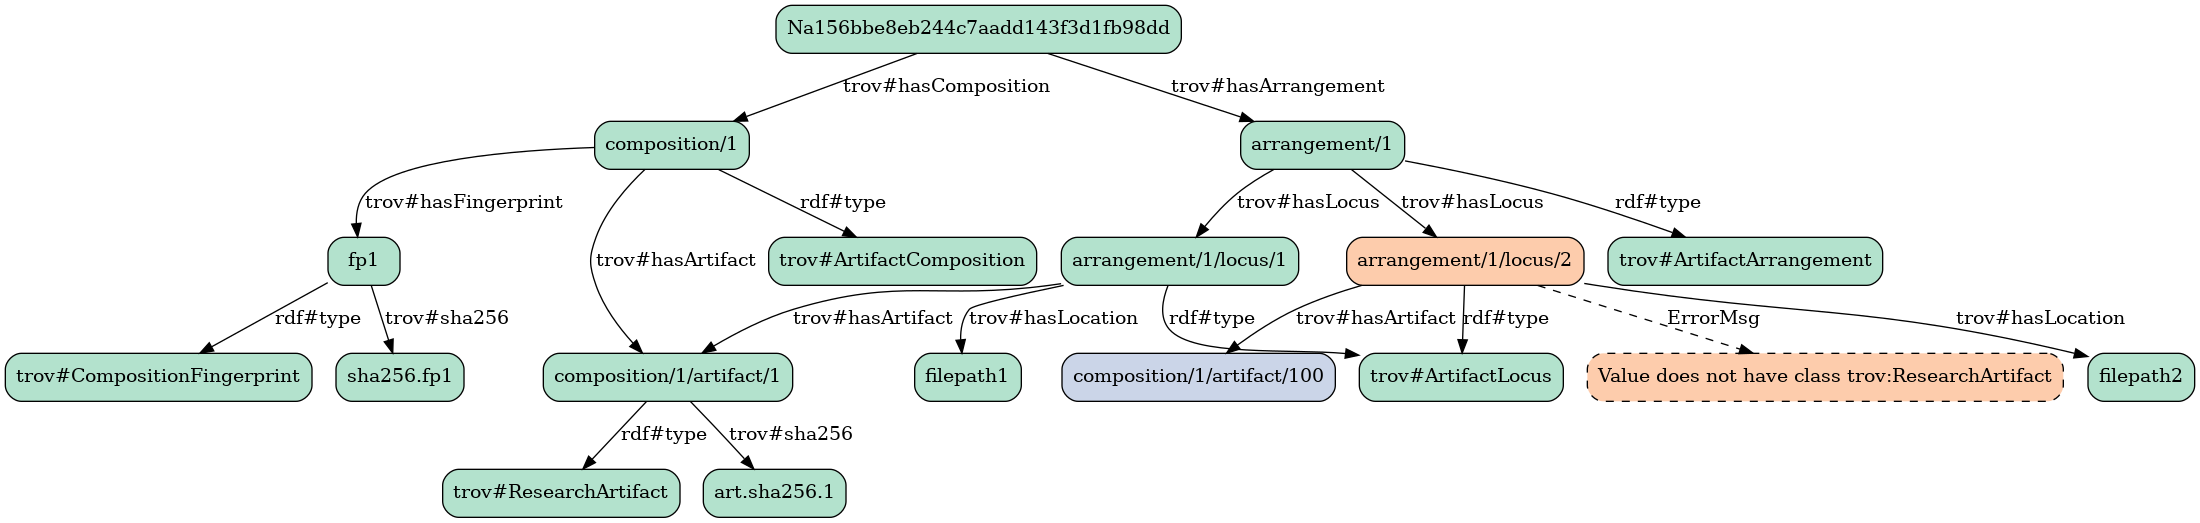 Na156bbe8eb244c7aadd143f3d1fb98dd
trov#hasComposition
trov#hasArrangement
composition/1
arrangement/1
trov#hasFingerprint
rdf#type
trov#hasLocus
trov#hasLocus
rdf#type
fp1
trov#hasArtifact
trov#ArtifactComposition
arrangement/1/locus/1
arrangement/1/locus/2
trov#ArtifactArrangement
rdf#type
trov#sha256
trov#hasArtifact
trov#hasLocation
rdf#type
trov#hasArtifact
rdf#type
ErrorMsg
trov#hasLocation
trov#CompositionFingerprint
sha256.fp1
composition/1/artifact/1
filepath1
composition/1/artifact/100
trov#ArtifactLocus
Value does not have class trov:ResearchArtifact
filepath2
rdf#type
trov#sha256
trov#ResearchArtifact
art.sha256.1